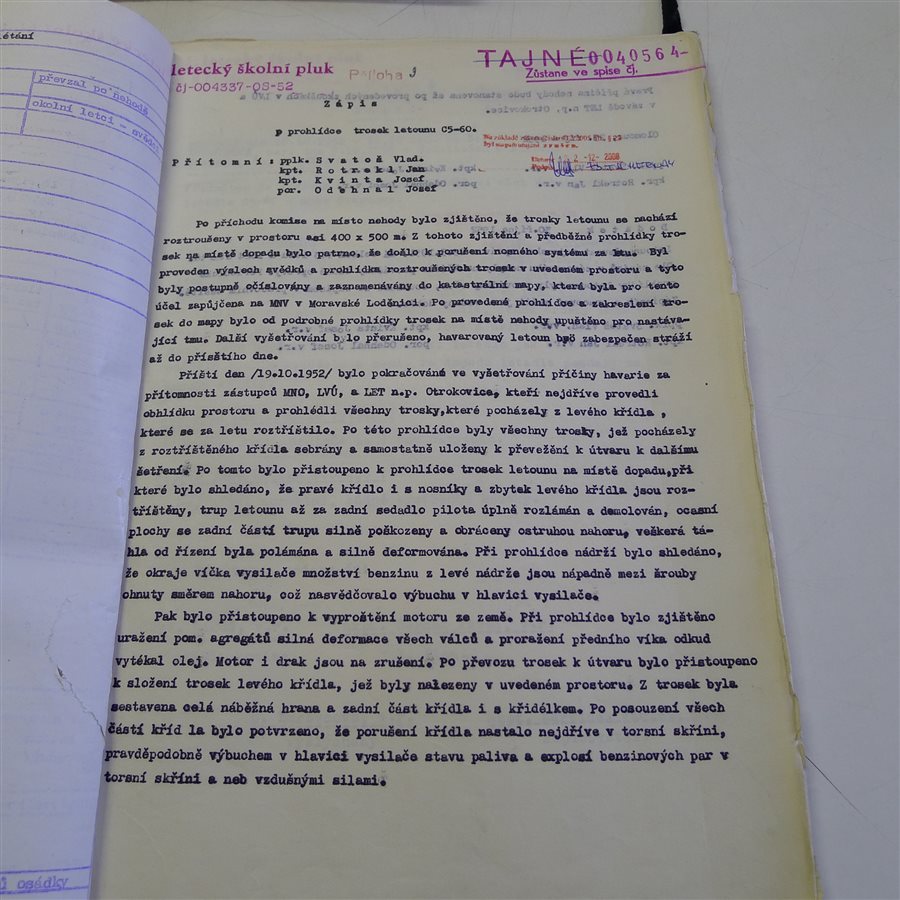 létání
převzal po nehodě
okolní letci – svědci
í osádky
letecký školní pluk
Příloha 3
TAJNÉ 0040564-
čj-004337-OS-52
Zůstane ve spise čj.
Zápis
o prohlídce trosek letounu C5-60.
2 -12- 2008
Přítomni: pplk. Svatoš Vlad.
kpt. Rotrekl Jan
kpt. Kvinta Josef
por. Odehnal Josef
Po příchodu komise na místo nehody bylo zjištěno, že trosky letounu se nachází
roztroušeny v prostoru asi 400 x 500 m. Z tohoto zjištění a předběžné prohlídky tro-
sek na místě dopadu bylo patrno, že došlo k porušení nosného systému za letu. Byl
proveden výslech svědků a prohlídka roztroušených trosek v uvedeném prostoru a tyto
byly postupně očíslovány a zaznamenávány do katastrální mapy, která byla pro tento
účel zapůjčena na MNV v Moravské Loděnici. Po provedené prohlídce a zakreslení tro-
sek do mapy bylo od podrobné prohlídky trosek na místě nehody upuštěno pro nastáva-
jící tmu. Další vyšetřování bylo přerušeno, havarovaný letoun byl zabezpečen stráží
až do příštího dne.
Příští den /19.10.1952/ bylo pokračováno ve vyšetřování příčiny havarie za
přítomnosti zástupců MNO, LVÚ, a LET n.p. Otrokovice, kteří nejdříve provedli
obhlídku prostoru a prohlédli všechny trosky,které pocházely z levého křídla ,
které se za letu roztříštilo. Po této prohlídce byly všechny trosky, jež pocházely
z roztříštěného křídla sebrány a samostatně uloženy k převežení k útvaru k dalšímu
šetření. Po tomto bylo přistoupeno k prohlídce trosek letounu na místě dopadu,při
které bylo shledáno, že pravé křídlo i s nosníky a zbytek levého křídla jsou roz-
tříštěny, trup letounu až za zadní sedadlo pilota úplně rozlámán a demolován, ocasní
plochy se zadní částí trupu silně poškozeny a obráceny ostruhou nahoru, veškerá tá-
hla od řízení byla polámána a silně deformována. Při prohlídce nádrží bylo shledáno,
že okraje víčka vysilače množství benzinu z levé nádrže jsou nápadně mezi šrouby
ohnuty směrem nahoru, což nasvědčovalo výbuchu v hlavici vysilače.
Pak bylo přistoupeno k vyproštění motoru ze země. Při prohlídce bylo zjištěno
uražení pom. agregátů silná deformace všech válců a proražení předního víka odkud
vytékal olej. Motor i drak jsou na zrušení. Po převozu trosek k útvaru bylo přistoupeno
k složení trosek levého křídla, jež byly nalezeny v uvedeném prostoru. Z trosek byla
sestavena celá náběžná hrana a zadní část křídla i s křidélkem. Po posouzení všech
částí kříd la bylo potvrzeno, že porušení křídla nastalo nejdříve v torsní skříni,
pravděpodobně výbuchem v hlavici vysilače stavu paliva a explosí benzinových par v
torsní skříni a neb vzdušnými silami.